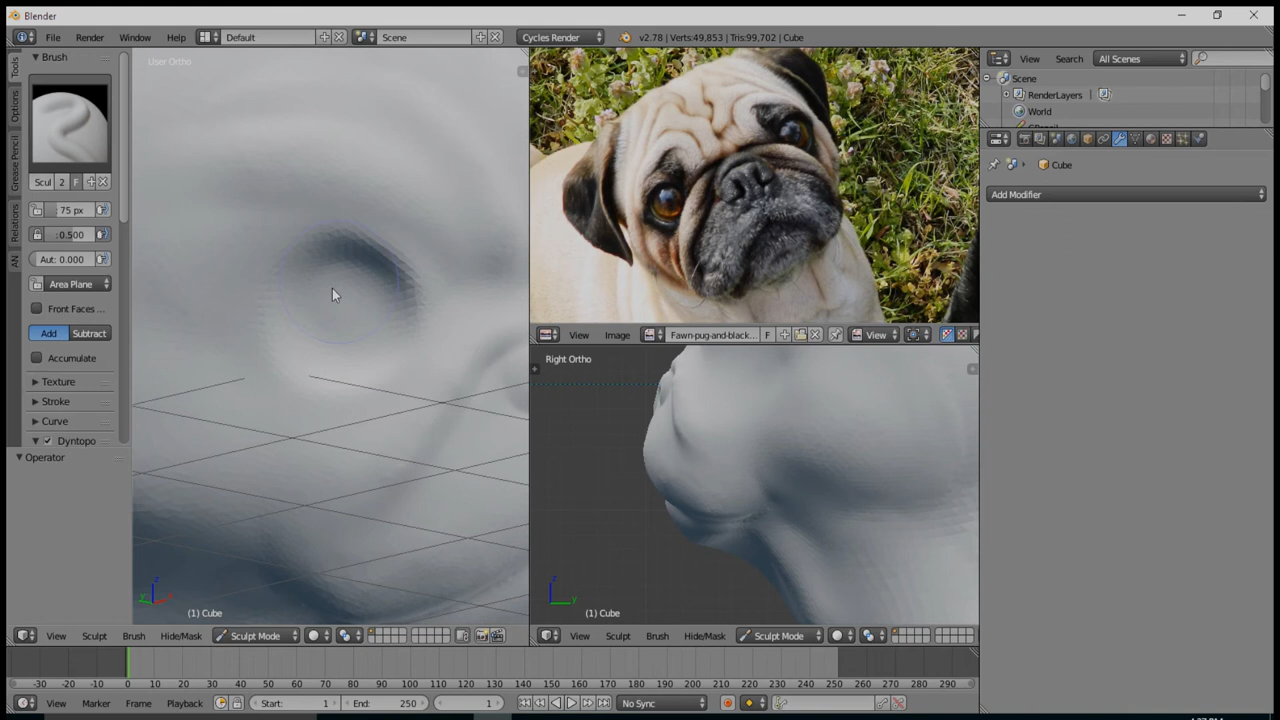 Blender
File Render Window Help Default Scene Cycles Render v2.78 | Verts:49,853 | Tris:99,702 | Cube
Tools
Options
Grease Pencil
Relations
AN
Brush
Scul 2 F
75 px
: 0.500
Aut: 0.000
Area Plane
Front Faces ...
Add Subtract
Accumulate
Texture
Stroke
Curve
Dyntopo
Operator
User Ortho
(1) Cube
View Sculpt Brush Hide/Mask Sculpt Mode
View Image Fawn-pug-and-black... F View
Right Ortho
(1) Cube
View Sculpt Brush Hide/Mask Sculpt Mode
View Search All Scenes
Scene
RenderLayers
World
Cube
Add Modifier
-30 -20 -10 0 10 20 30 40 50 60 70 80 90 100 110 120 130 140 150 160 170 180 190 200 210 220 230 240 250 260 270 280 290
View Marker Frame Playback Start: 1 End: 250 1 No Sync